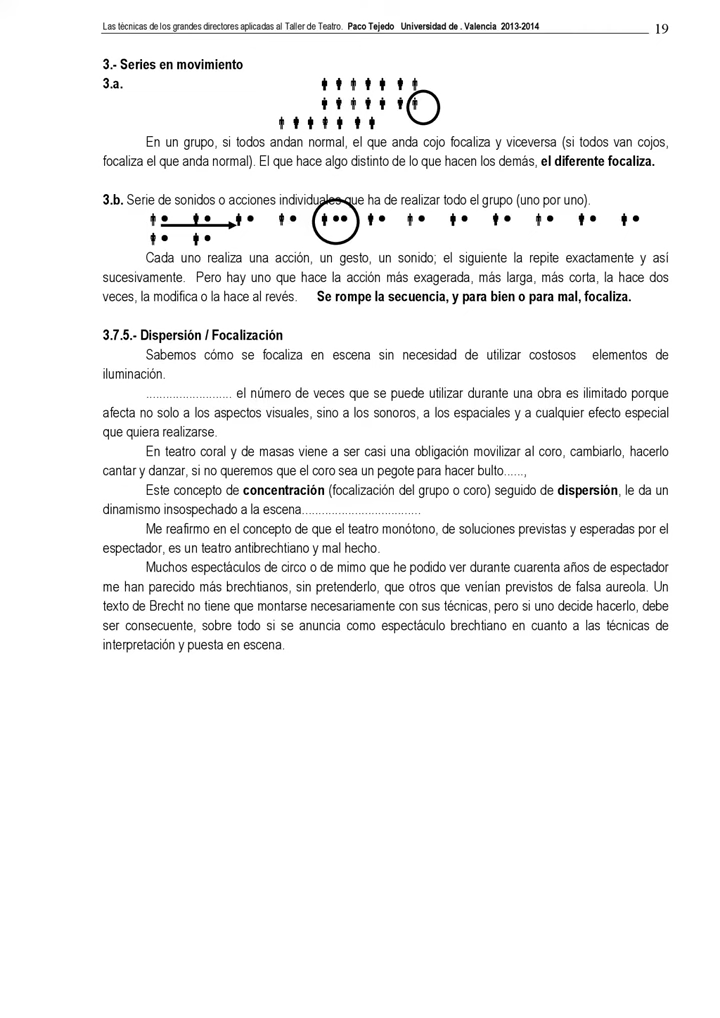 Las técnicas de los grandes directores aplicadas al Taller de Teatro. Paco Tejedo Universidad de . Valencia 2013-2014 19
3.- Series en movimiento
3.a.
En un grupo, si todos andan normal, el que anda cojo focaliza y viceversa (si todos van cojos,
focaliza el que anda normal). El que hace algo distinto de lo que hacen los demás, el diferente focaliza.
3.b. Serie de sonidos o acciones individuales que ha de realizar todo el grupo (uno por uno).
Cada uno realiza una acción, un gesto, un sonido; el siguiente la repite exactamente y así
sucesivamente. Pero hay uno que hace la acción más exagerada, más larga, más corta, la hace dos
veces, la modifica o la hace al revés. Se rompe la secuencia, y para bien o para mal, focaliza.
3.7.5.- Dispersión / Focalización
Sabemos cómo se focaliza en escena sin necesidad de utilizar costosos elementos de
iluminación.
.......................... el número de veces que se puede utilizar durante una obra es ilimitado porque
afecta no solo a los aspectos visuales, sino a los sonoros, a los espaciales y a cualquier efecto especial
que quiera realizarse.
En teatro coral y de masas viene a ser casi una obligación movilizar al coro, cambiarlo, hacerlo
cantar y danzar, si no queremos que el coro sea un pegote para hacer bulto......,
Este concepto de concentración (focalización del grupo o coro) seguido de dispersión, le da un
dinamismo insospechado a la escena....................................
Me reafirmo en el concepto de que el teatro monótono, de soluciones previstas y esperadas por el
espectador, es un teatro antibrechtiano y mal hecho.
Muchos espectáculos de circo o de mimo que he podido ver durante cuarenta años de espectador
me han parecido más brechtianos, sin pretenderlo, que otros que venían previstos de falsa aureola. Un
texto de Brecht no tiene que montarse necesariamente con sus técnicas, pero si uno decide hacerlo, debe
ser consecuente, sobre todo si se anuncia como espectáculo brechtiano en cuanto a las técnicas de
interpretación y puesta en escena.